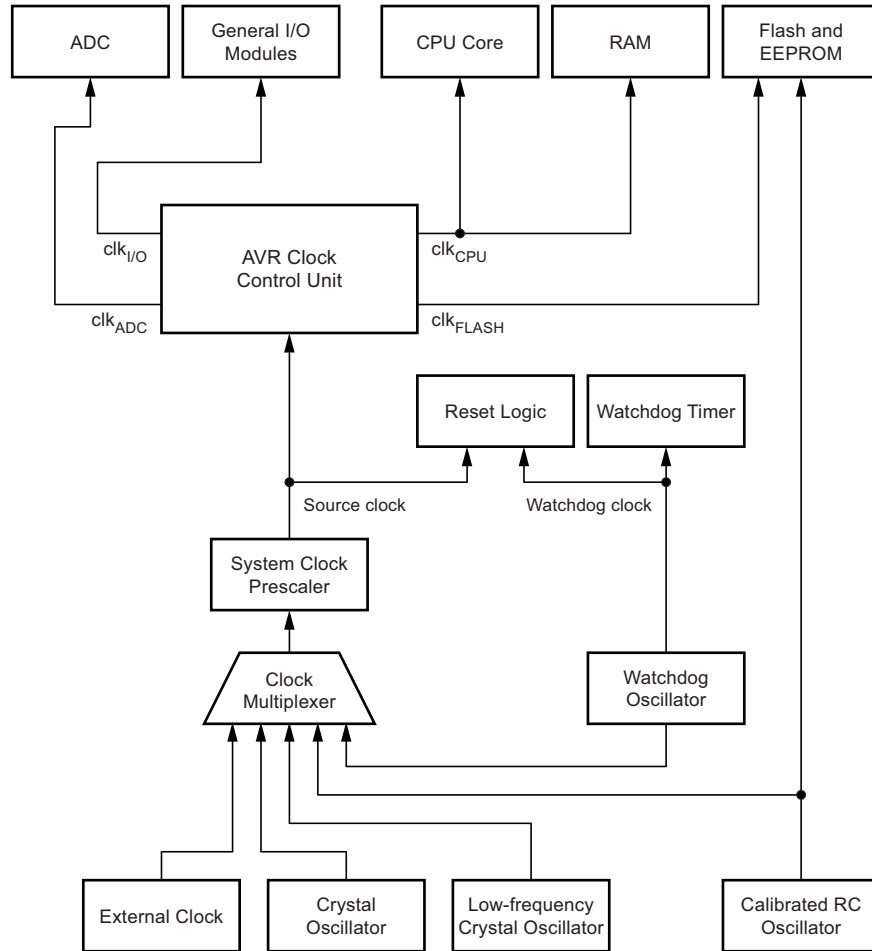 ADC
General I/O
Modules
CPU Core
RAM
Flash and
EEPROM
clkI/O
AVR Clock
Control Unit
clkCPU
clkADC
clkFLASH
Reset Logic
Watchdog Timer
Source clock
Watchdog clock
System Clock
Prescaler
Clock
Multiplexer
Watchdog
Oscillator
External Clock
Crystal
Oscillator
Low-frequency
Crystal Oscillator
Calibrated RC
Oscillator